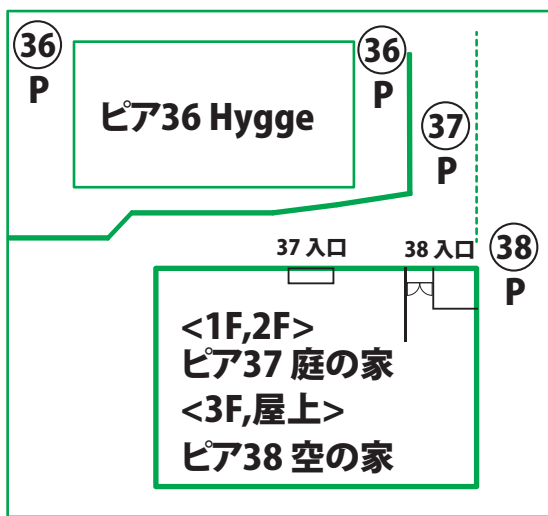 36
P
ピア36 Hygge
36
P
37
P
37 入口
38 入口
38
P
<1F,2F>
ピア37 庭の家
<3F,屋上>
ピア38 空の家